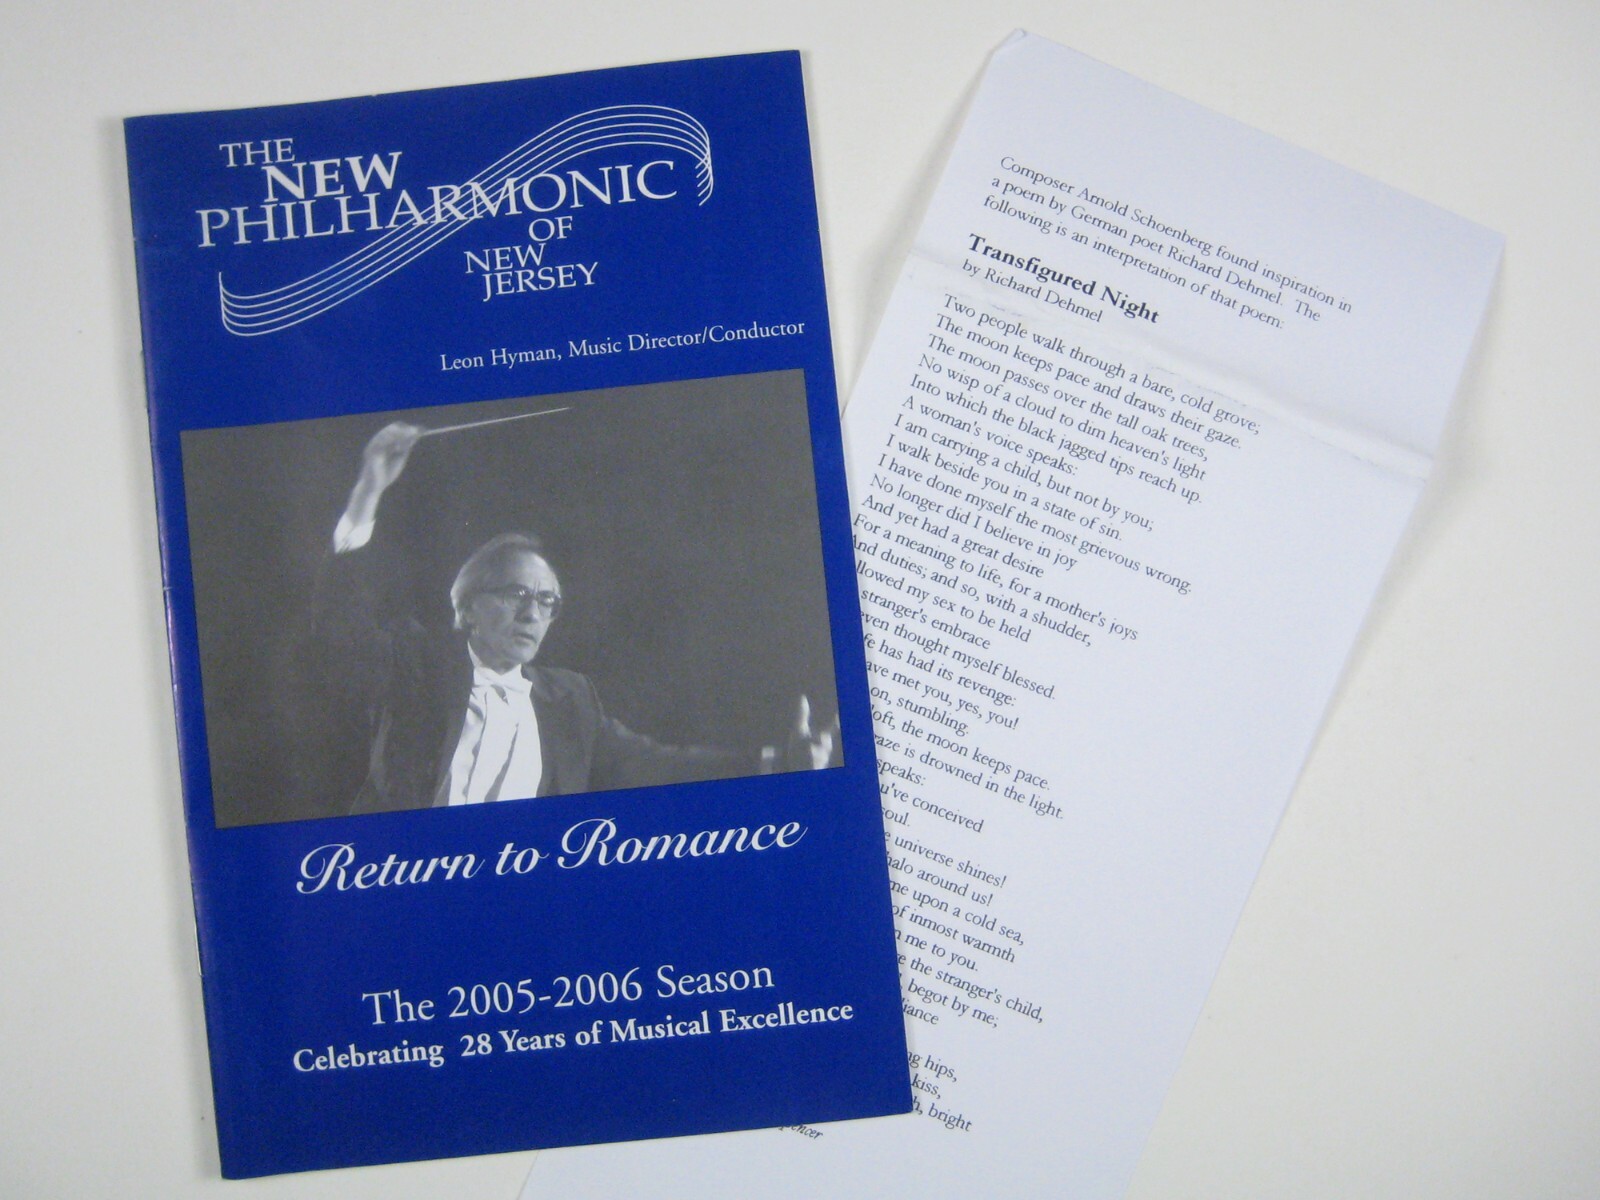 THE
NEW
PHILHARMONIC
OF
NEW
JERSEY
Leon Hyman, Music Director/Conductor
Return to Romance
The 2005-2006 Season
Celebrating 28 Years of Musical Excellence
Composer Arnold Schoenberg found inspiration in
a poem by German poet Richard Dehmel. The
following is an interpretation of that poem:
Transfigured Night
by Richard Dehmel
Two people walk through a bare, cold grove;
The moon keeps pace and draws their gaze.
The moon passes over the tall oak trees,
No wisp of a cloud to dim heaven's light
Into which the black jagged tips reach up.
A woman's voice speaks:
I am carrying a child, but not by you;
I walk beside you in a state of sin.
I have done myself the most grievous wrong.
No longer did I believe in joy
And yet had a great desire
For a meaning to life, for a mother's joys
And duties; and so, with a shudder,
llowed my sex to be held
stranger's embrace
even thought myself blessed.
fe has had its revenge:
ave met you, yes, you!
on, stumbling.
loft, the moon keeps pace.
aze is drowned in the light.
speaks:
u've conceived
soul.
e universe shines!
halo around us!
me upon a cold sea,
of inmost warmth
n me to you.
e the stranger's child,
begot by me;
liance
ng hips,
kiss,
h, bright
pencer